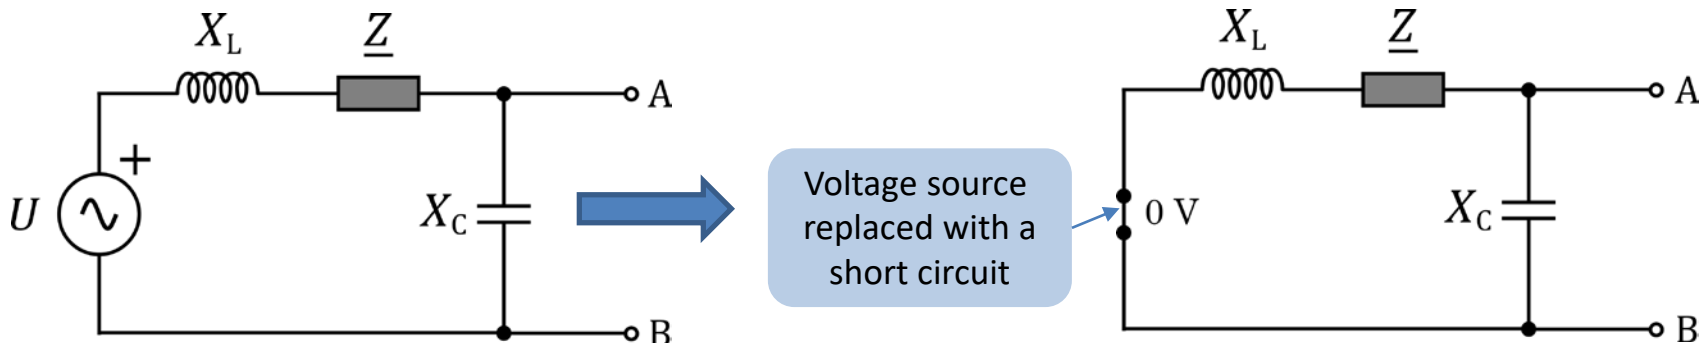 X_L Z
A
+
U
X_C
B
Voltage source
replaced with a
short circuit
X_L Z
A
0 V
X_C
B